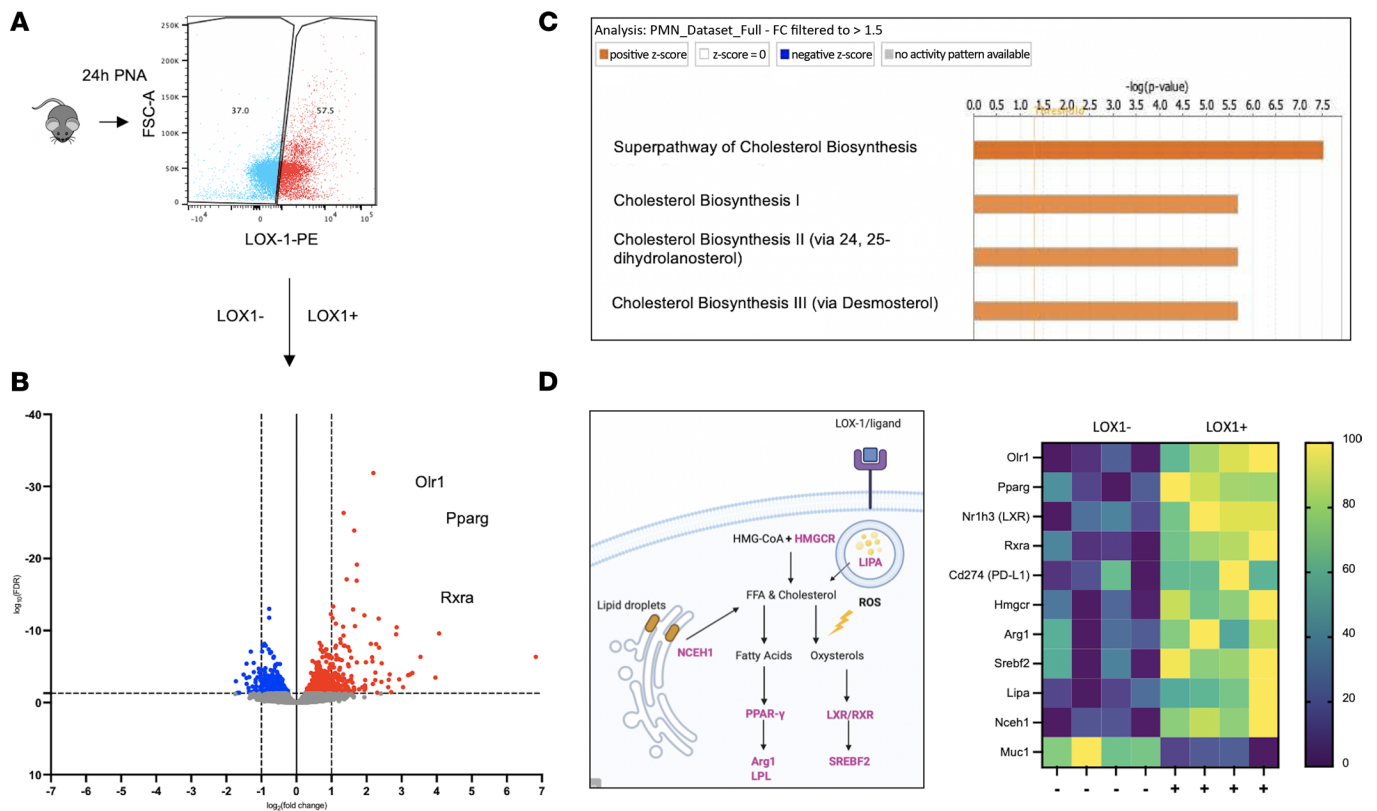 A
24h PNA
FSC-A
250K
200K
150K
100K
50K
0
37.0
57.5
-10⁴
0
10⁴
10⁵
LOX-1-PE
LOX1-
LOX1+
B
-40
-30
-20
-10
0
10
log₁₀(FDR)
Olr1
Pparg
Rxra
-7 -6 -5 -4 -3 -2 -1 0 1 2 3 4 5 6 7
log₂(fold change)
C
Analysis: PMN_Dataset_Full - FC filtered to > 1.5
positive z-score
z-score = 0
negative z-score
no activity pattern available
-log(p-value)
0.0 0.5 1.0 1.5 2.0 2.5 3.0 3.5 4.0 4.5 5.0 5.5 6.0 6.5 7.0 7.5
Threshold
Superpathway of Cholesterol Biosynthesis
Cholesterol Biosynthesis I
Cholesterol Biosynthesis II (via 24, 25-
dihydrolanosterol)
Cholesterol Biosynthesis III (via Desmosterol)
D
LOX-1/ligand
HMG-CoA + HMGCR
LIPA
FFA & Cholesterol
ROS
Lipid droplets
NCEH1
Fatty Acids
Oxysterols
PPAR-γ
LXR/RXR
Arg1
LPL
SREBF2
LOX1-
LOX1+
Olr1
Pparg
Nr1h3 (LXR)
Rxra
Cd274 (PD-L1)
Hmgcr
Arg1
Srebf2
Lipa
Nceh1
Muc1
- - - - + + + +
100
80
60
40
20
0